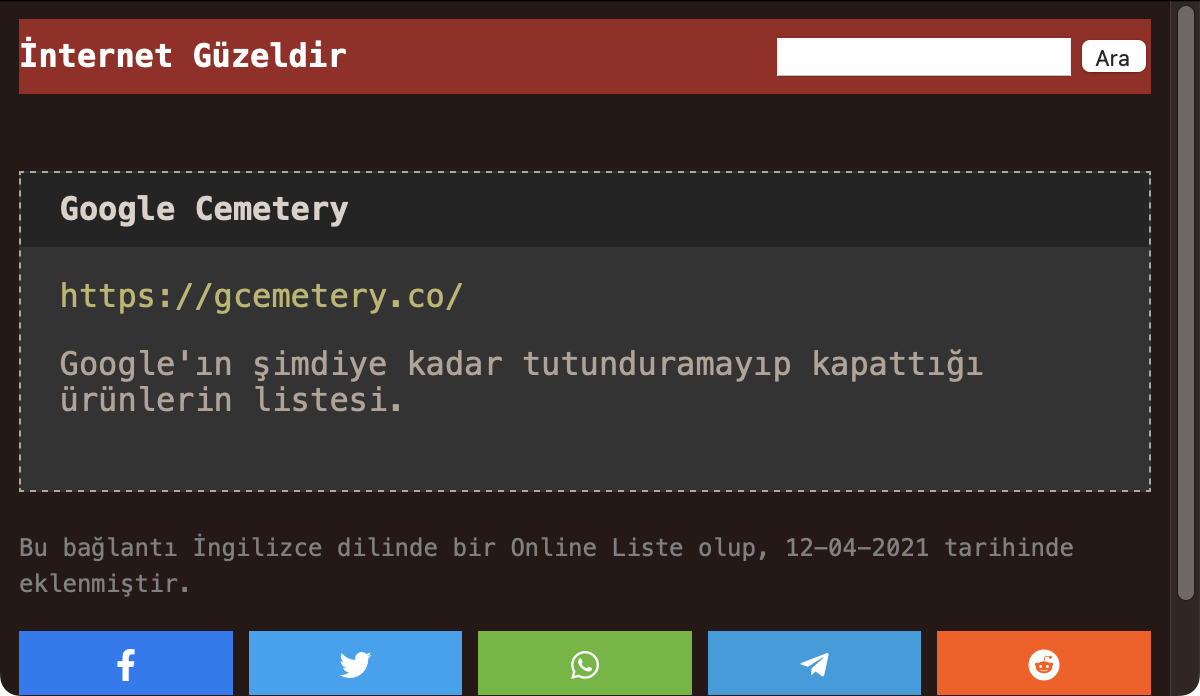 İnternet Güzeldir
Ara
Google Cemetery
https://gcemetery.co/
Google'ın şimdiye kadar tutunduramayıp kapattığı
ürünlerin listesi.
Bu bağlantı İngilizce dilinde bir Online Liste olup, 12-04-2021 tarihinde
eklenmiştir.